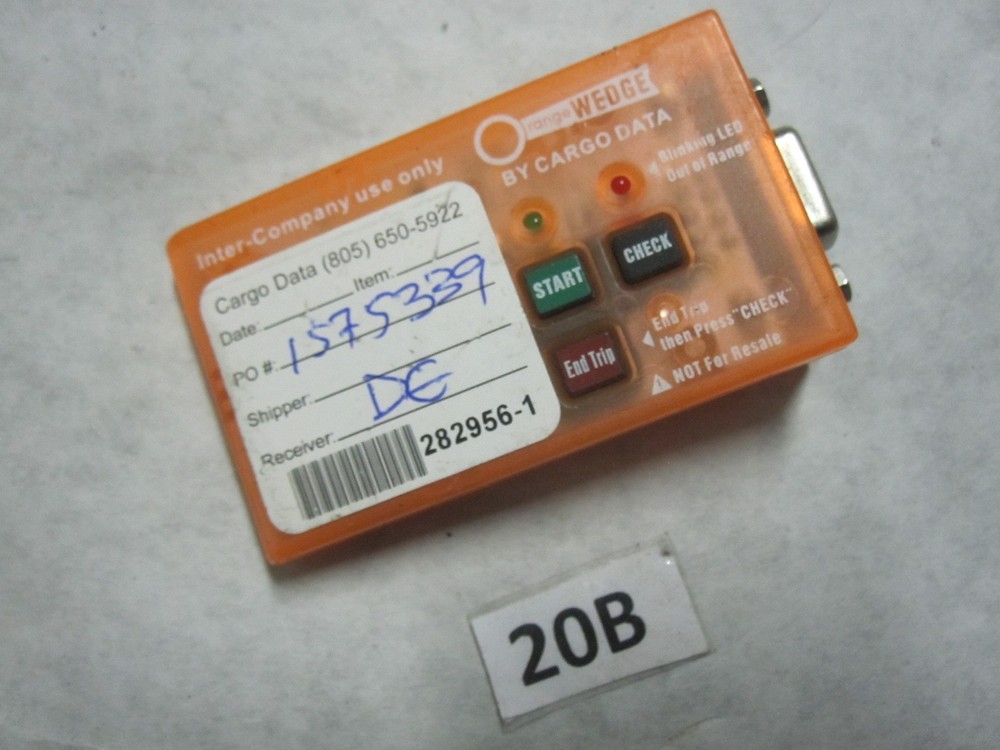 Inter-Company use only
OrangeWEDGE
BY CARGO DATA
Blinking LED
Out of Range
Cargo Data (805) 650-5922
Date: Item:
PO #: 1575339
Shipper: DE
Receiver:
282956-1
START
CHECK
End Trip
End Trip
then Press "CHECK"
NOT For Resale
20B